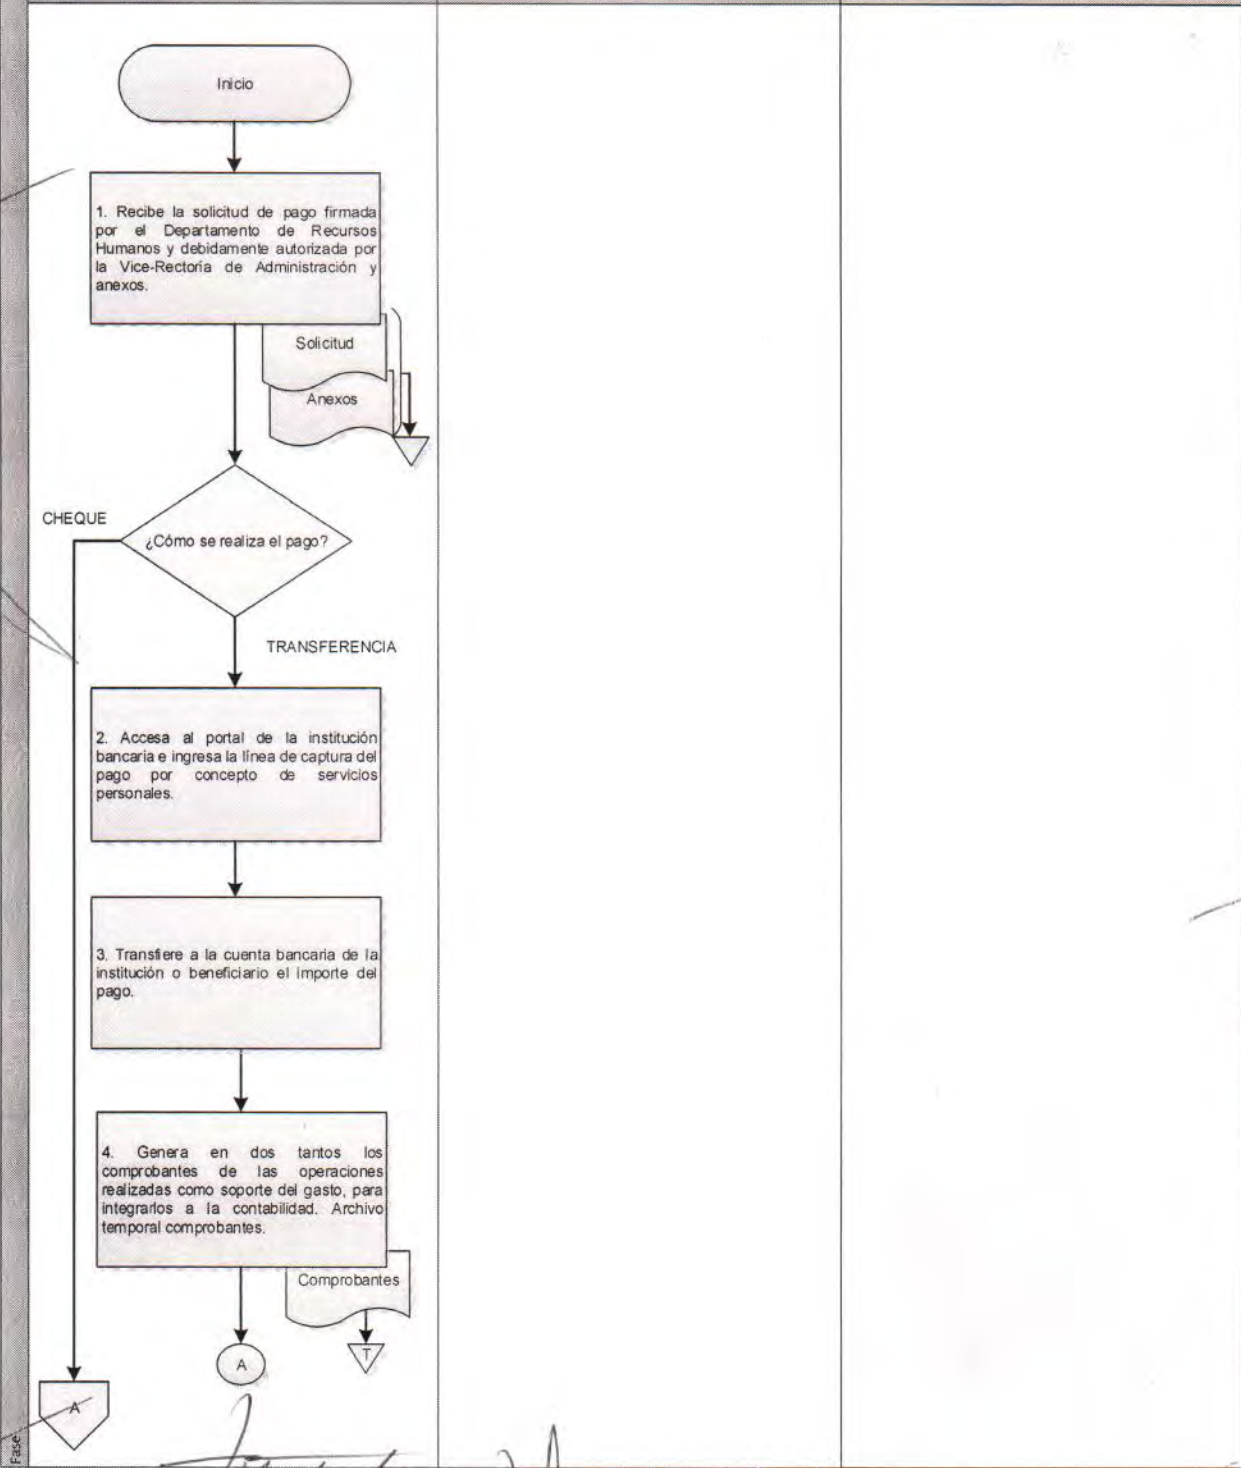 Inicio
1. Recibe la solicitud de pago firmada
por el Departamento de Recursos
Humanos y debidamente autorizada por
la Vice-Rectoría de Administración y
anexos.
Solicitud
Anexos
CHEQUE
¿Cómo se realiza el pago?
TRANSFERENCIA
2. Accesa al portal de la institución
bancaria e ingresa la línea de captura del
pago por concepto de servicios
personales.
3. Transfiere a la cuenta bancaria de la
institución o beneficiario el importe del
pago.
4. Genera en dos tantos los
comprobantes de las operaciones
realizadas como soporte del gasto, para
integrarlos a la contabilidad. Archivo
temporal comprobantes.
Comprobantes
A
T
A
Fase